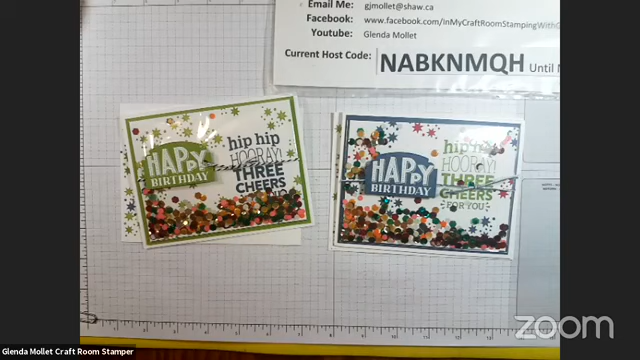 Email Me: gjmollet@shaw.ca
Facebook: www.facebook.com/InMyCraftRoomStampingWithG
Youtube: Glenda Mollet
Current Host Code: NABKNMQH Until
HAPPY
BIRTHDAY
hip hip
HOORAY!
THREE
CHEERS
HAPPY
BIRTHDAY
hip
HOORAY!
THREE
CHEERS
FOR YOU
zoom
Glenda Mollet Craft Room Stamper